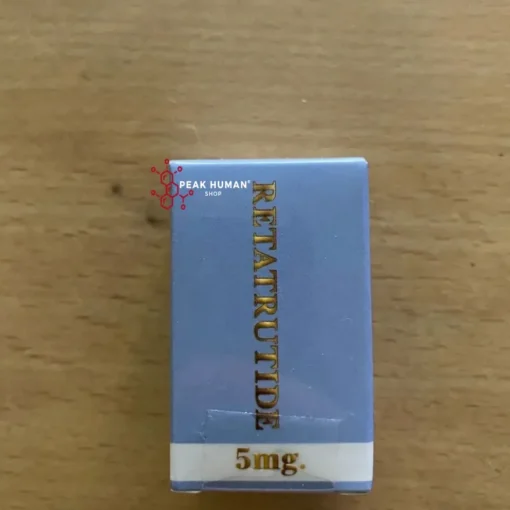 PEAK HUMAN®
SHOP
RETATRUTIDE
5mg.